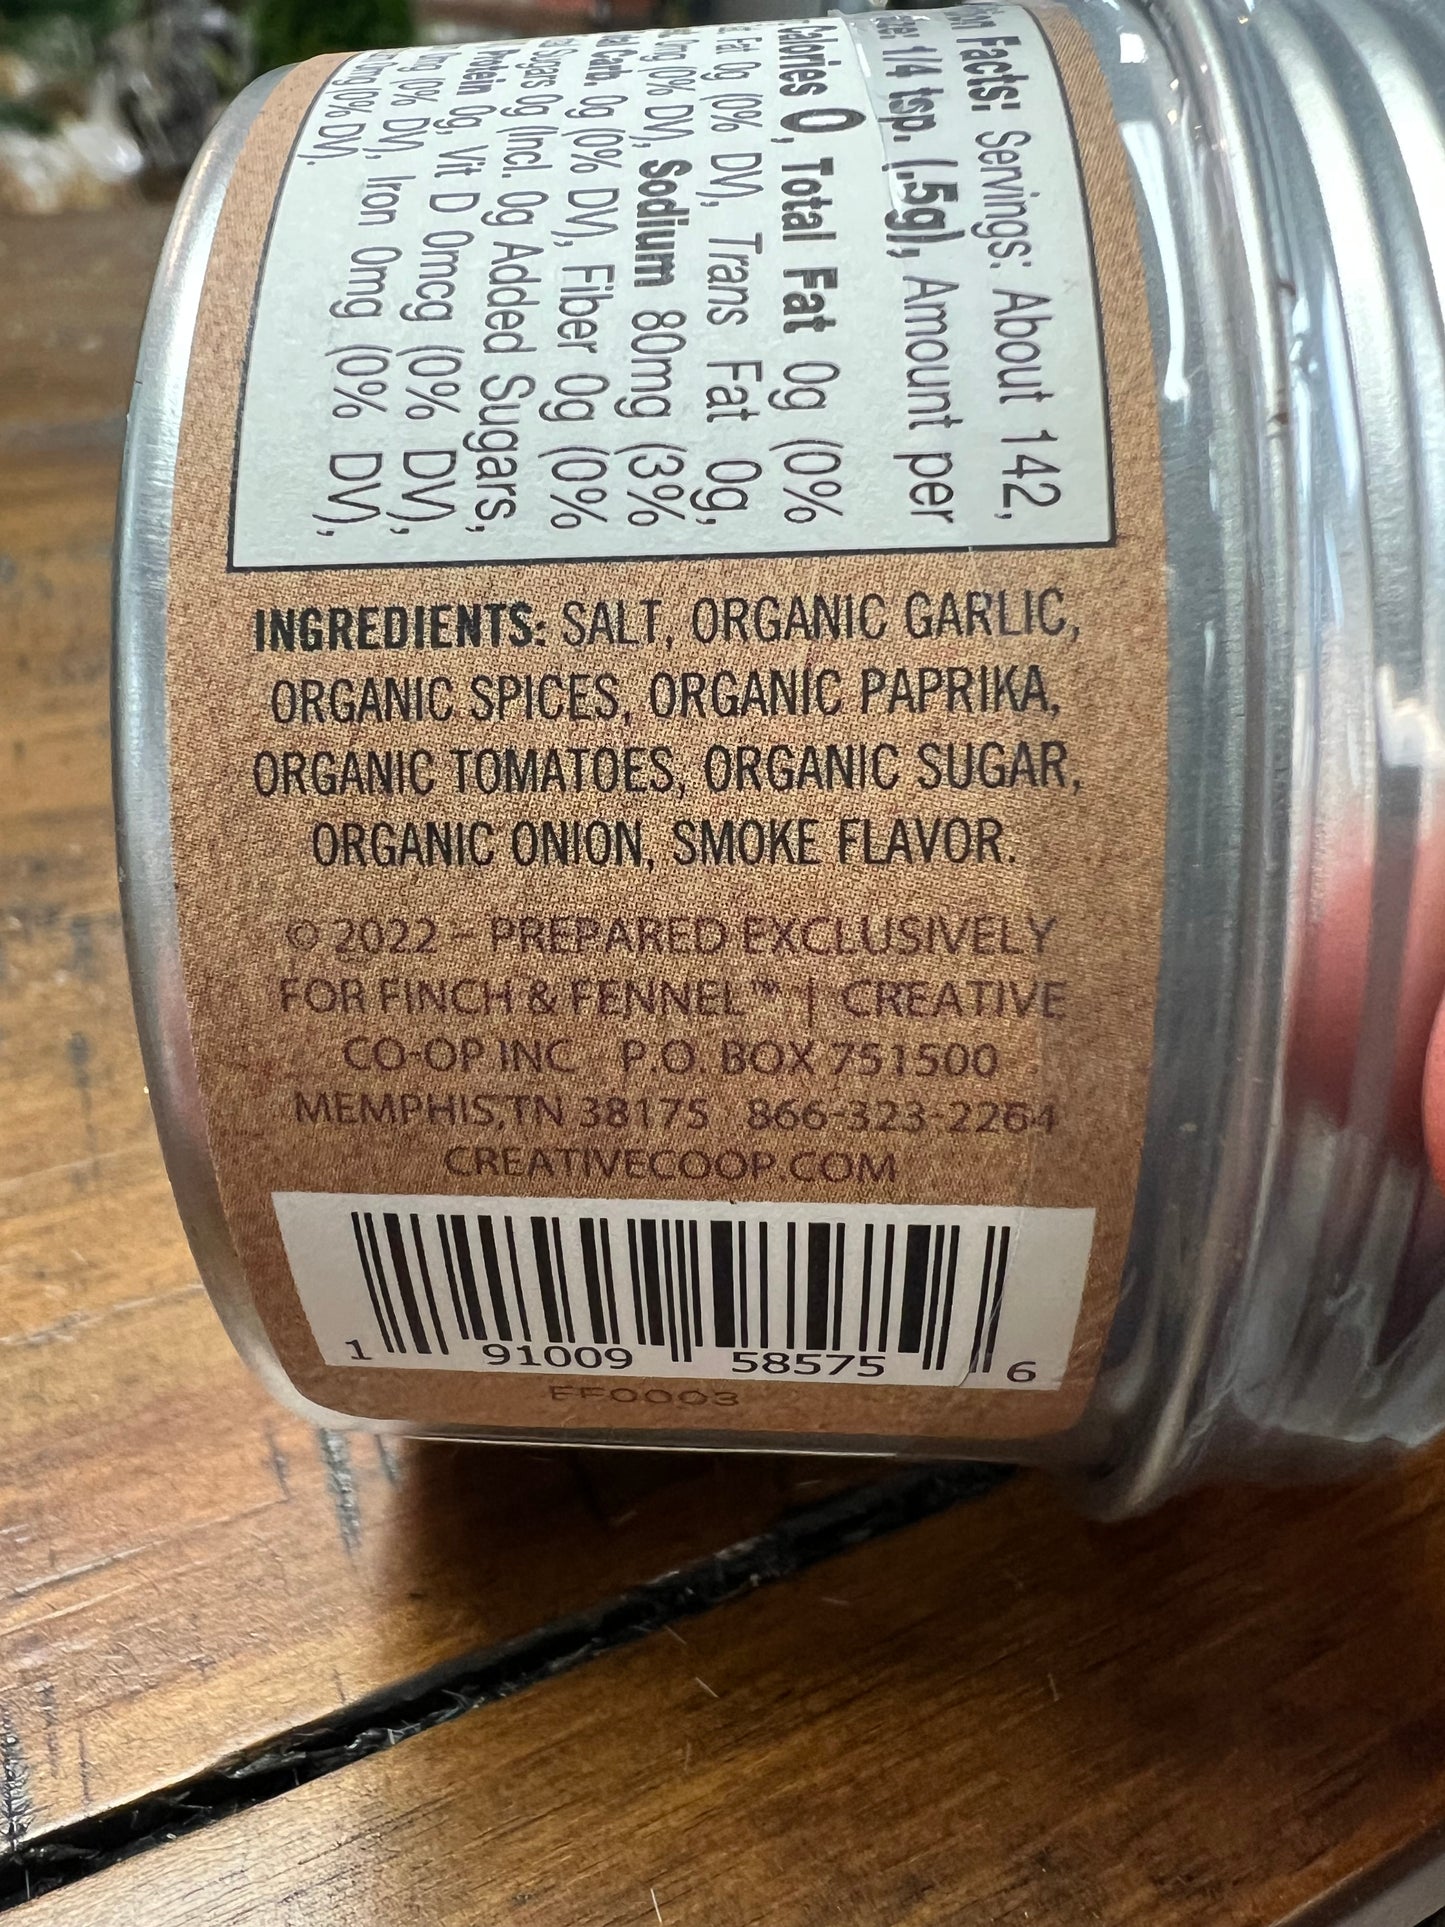 Facts: Servings: About 142,
1/4 tsp. (.5g), Amount per
Calories 0, Total Fat 0g (0%
Fat 0g (0% DV), Trans Fat 0g,
0mg (0% DV), Sodium 80mg (3%
Carb. 0g (0% DV), Fiber 0g (0%
Sugars 0g (Incl. 0g Added Sugars,
Protein 0g, Vit D 0mcg (0% DV),
(0% DV), Iron 0mg (0% DV),
(0% DV).
INGREDIENTS: SALT, ORGANIC GARLIC,
ORGANIC SPICES, ORGANIC PAPRIKA,
ORGANIC TOMATOES, ORGANIC SUGAR,
ORGANIC ONION, SMOKE FLAVOR.
© 2022 – PREPARED EXCLUSIVELY
FOR FINCH & FENNEL™ | CREATIVE
CO-OP INC P.O. BOX 751500
MEMPHIS,TN 38175 866-323-2264
CREATIVECOOP.COM
1 91009 58575 6
FF0003